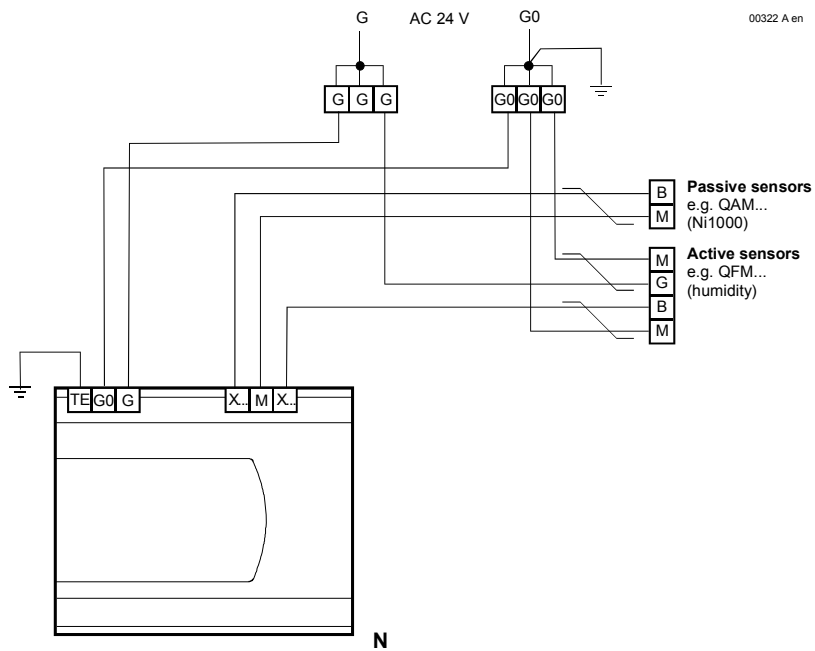 G AC 24 V G0 00322 A en
G G G G0 G0 G0
B Passive sensors
e.g. QAM...
M (Ni1000)
M Active sensors
e.g. QFM...
G (humidity)
B
M
TE G0 G X... M X...
N